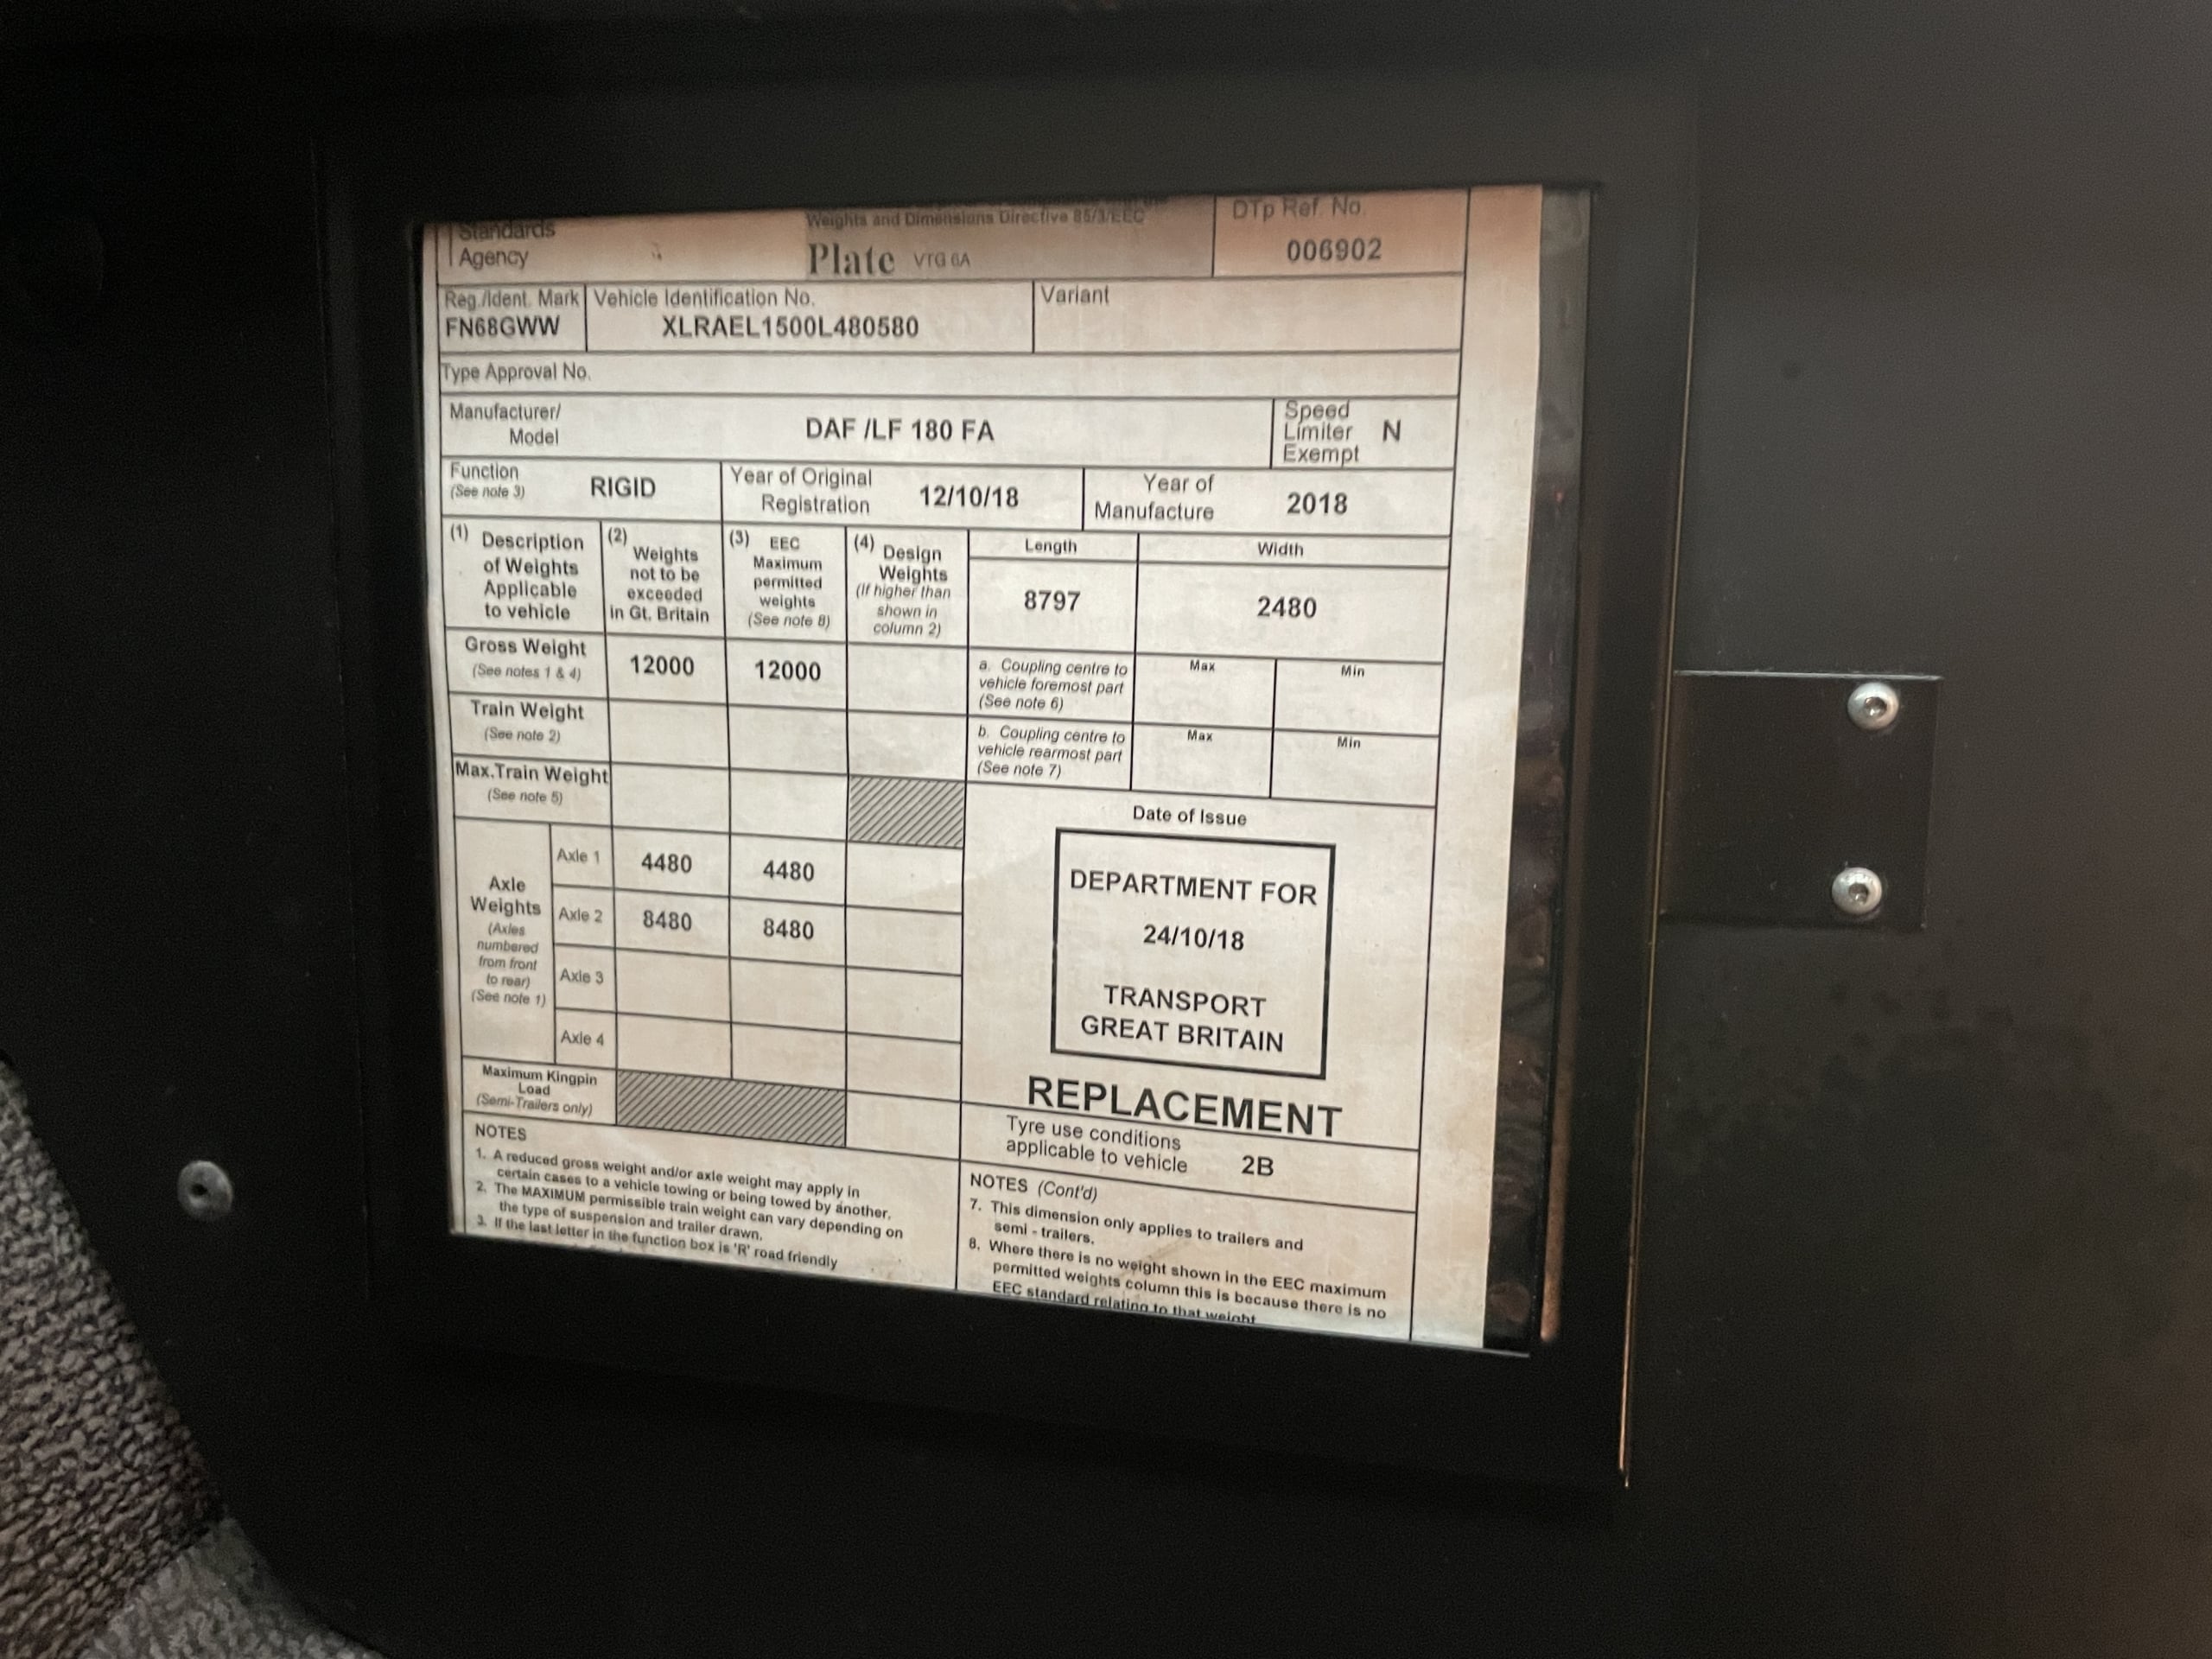 Standards
Agency
Weights and Dimensions Directive 85/3/EEC
Plate VTG 6A
DTp Ref. No.
006902
Reg./Ident. Mark
FN68GWW
Vehicle Identification No.
XLRAEL1500L480580
Variant
Type Approval No.
Manufacturer/
Model
DAF /LF 180 FA
Speed
Limiter
Exempt
N
Function
(See note 3)
RIGID
Year of Original
Registration
12/10/18
Year of
Manufacture
2018
(1) Description
of Weights
Applicable
to vehicle
(2)
Weights
not to be
exceeded
in Gt. Britain
(3) EEC
Maximum
permitted
weights
(See note 8)
(4) Design
Weights
(If higher than
shown in
column 2)
Length
8797
Width
2480
Gross Weight
(See notes 1 & 4)
12000
12000
a. Coupling centre to
vehicle foremost part
(See note 6)
Max
Min
Train Weight
(See note 2)
b. Coupling centre to
vehicle rearmost part
(See note 7)
Max
Min
Max.Train Weight
(See note 5)
Axle
Weights
(Axles
numbered
from front
to rear)
(See note 1)
Axle 1
4480
4480
Axle 2
8480
8480
Axle 3
Axle 4
Maximum Kingpin
Load
(Semi-Trailers only)
Date of Issue
DEPARTMENT FOR
24/10/18
TRANSPORT
GREAT BRITAIN
REPLACEMENT
Tyre use conditions
applicable to vehicle
2B
NOTES
1. A reduced gross weight and/or axle weight may apply in
certain cases to a vehicle towing or being towed by another.
2. The MAXIMUM permissible train weight can vary depending on
the type of suspension and trailer drawn.
3. If the last letter in the function box is 'R' road friendly
NOTES (Cont'd)
7. This dimension only applies to trailers and
semi - trailers.
8. Where there is no weight shown in the EEC maximum
permitted weights column this is because there is no
EEC standard relating to that weight